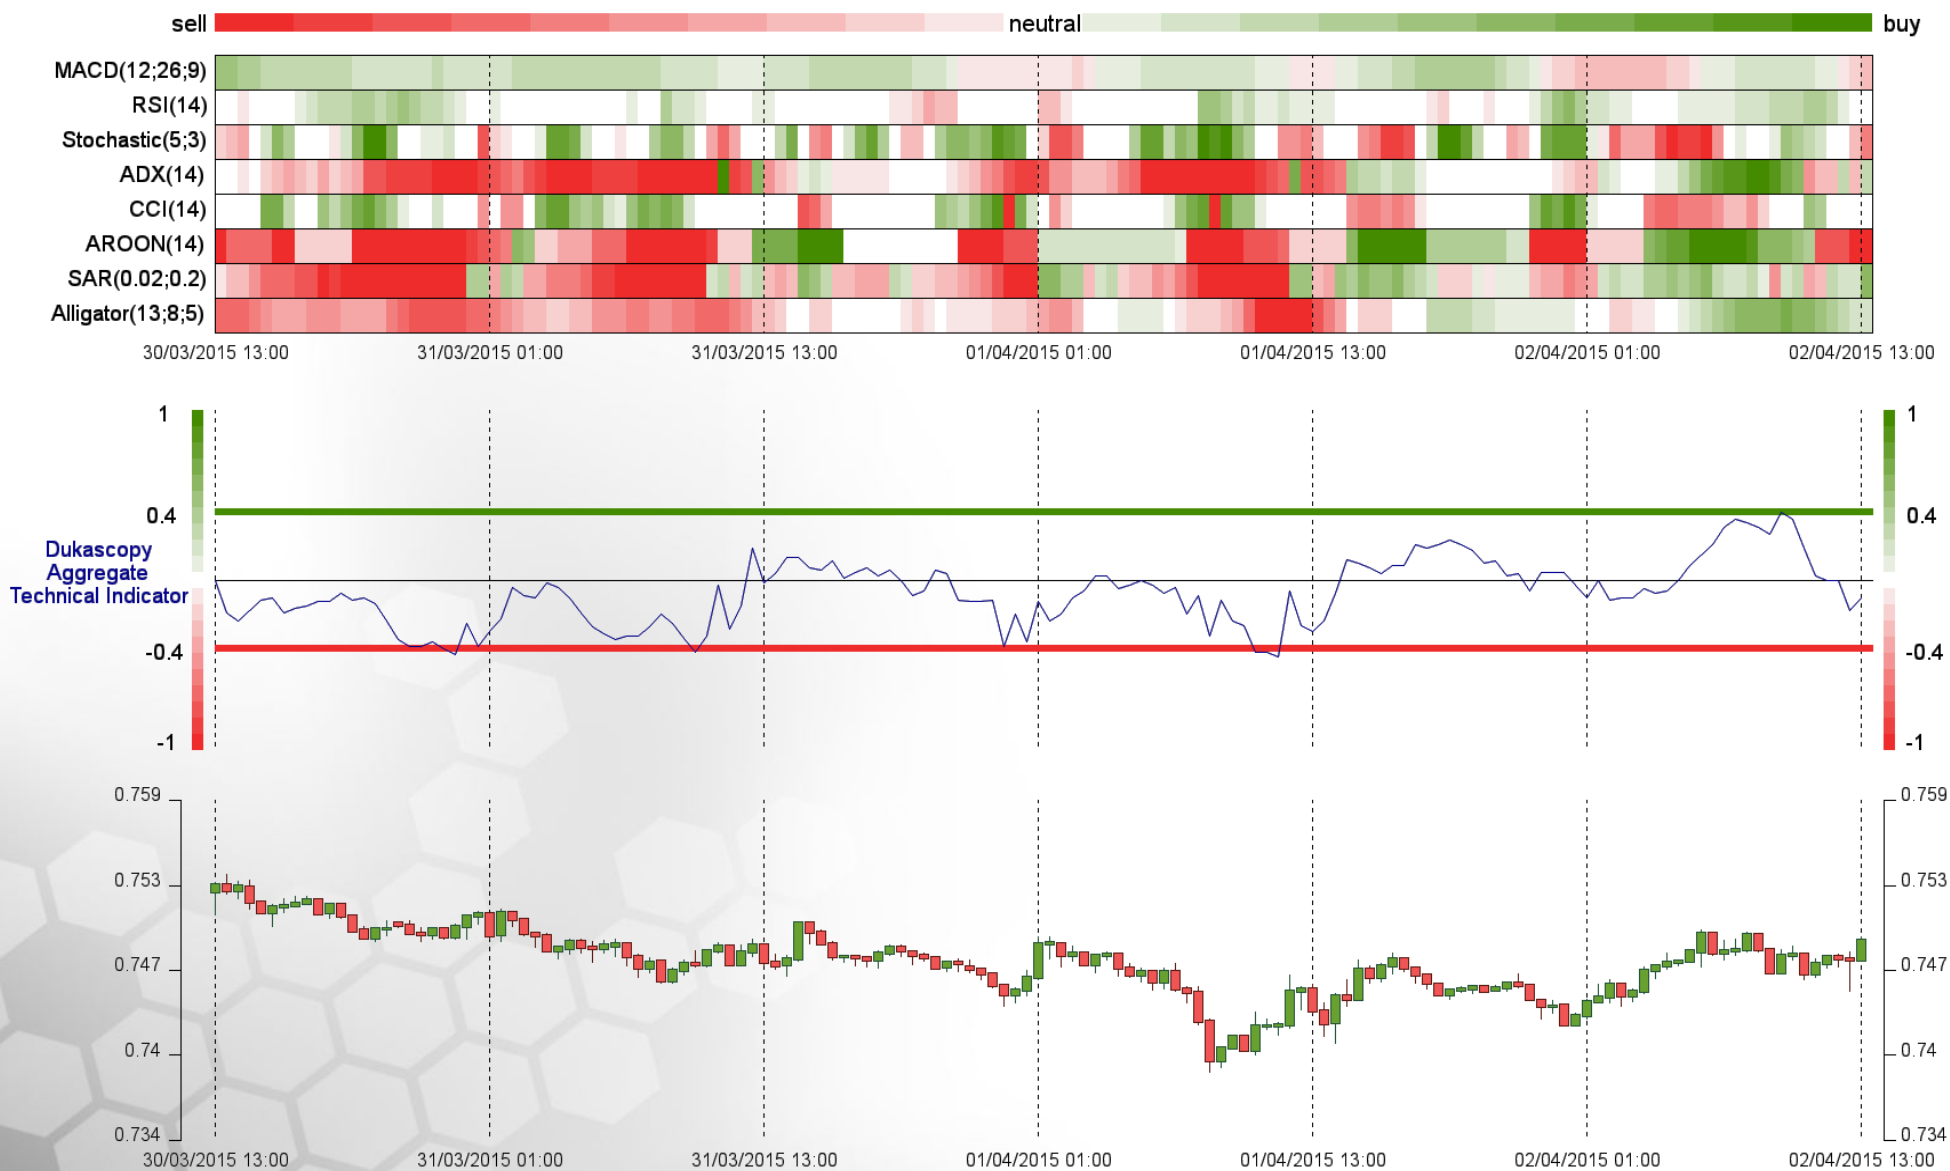 sell neutral buy
MACD(12;26;9)
RSI(14)
Stochastic(5;3)
ADX(14)
CCI(14)
AROON(14)
SAR(0.02;0.2)
Alligator(13;8;5)
30/03/2015 13:00 31/03/2015 01:00 31/03/2015 13:00 01/04/2015 01:00 01/04/2015 13:00 02/04/2015 01:00 02/04/2015 13:00
1 1
0.4 0.4
Dukascopy
Aggregate
Technical Indicator
-0.4 -0.4
-1 -1
0.759 0.759
0.753 0.753
0.747 0.747
0.74 0.74
0.734 0.734
30/03/2015 13:00 31/03/2015 01:00 31/03/2015 13:00 01/04/2015 01:00 01/04/2015 13:00 02/04/2015 01:00 02/04/2015 13:00